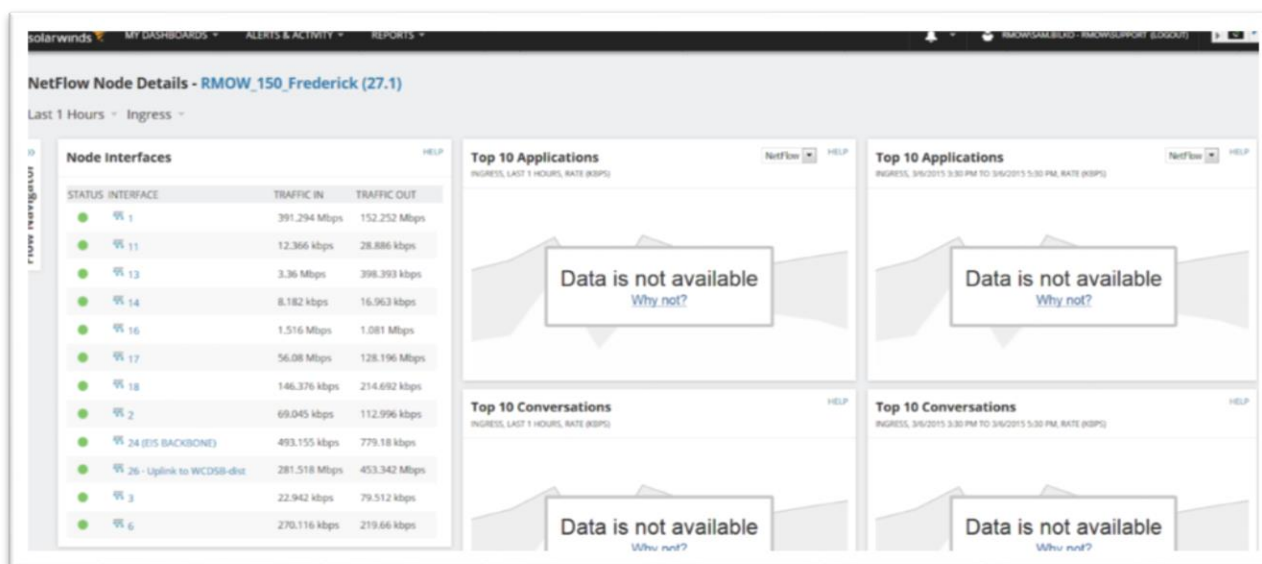 solarwinds MY DASHBOARDS ALERTS & ACTIVITY REPORTS RMOW\SAM.BILKO - RMOW\SUPPORT (LOGOUT)
NetFlow Node Details - RMOW_150_Frederick (27.1)
Last 1 Hours Ingress
» Flow Navigator
Node Interfaces HELP
STATUS INTERFACE TRAFFIC IN TRAFFIC OUT
1 391.294 Mbps 152.252 Mbps
11 12.366 kbps 28.886 kbps
13 3.36 Mbps 398.393 kbps
14 8.182 kbps 16.963 kbps
16 1.516 Mbps 1.081 Mbps
17 56.08 Mbps 128.196 Mbps
18 146.376 kbps 214.692 kbps
2 69.045 kbps 112.996 kbps
24 (EIS BACKBONE) 493.155 kbps 779.18 kbps
26 - Uplink to WCDSB-dist 281.518 Mbps 453.342 Mbps
3 22.942 kbps 79.512 kbps
6 270.116 kbps 219.66 kbps
Top 10 Applications NetFlow HELP
INGRESS, LAST 1 HOURS, RATE (KBPS)
Data is not available
Why not?
Top 10 Conversations HELP
INGRESS, LAST 1 HOURS, RATE (KBPS)
Data is not available
Why not?
Top 10 Applications NetFlow HELP
INGRESS, 3/6/2015 3:30 PM TO 3/6/2015 5:30 PM, RATE (KBPS)
Data is not available
Why not?
Top 10 Conversations HELP
INGRESS, 3/6/2015 3:30 PM TO 3/6/2015 5:30 PM, RATE (KBPS)
Data is not available
Why not?